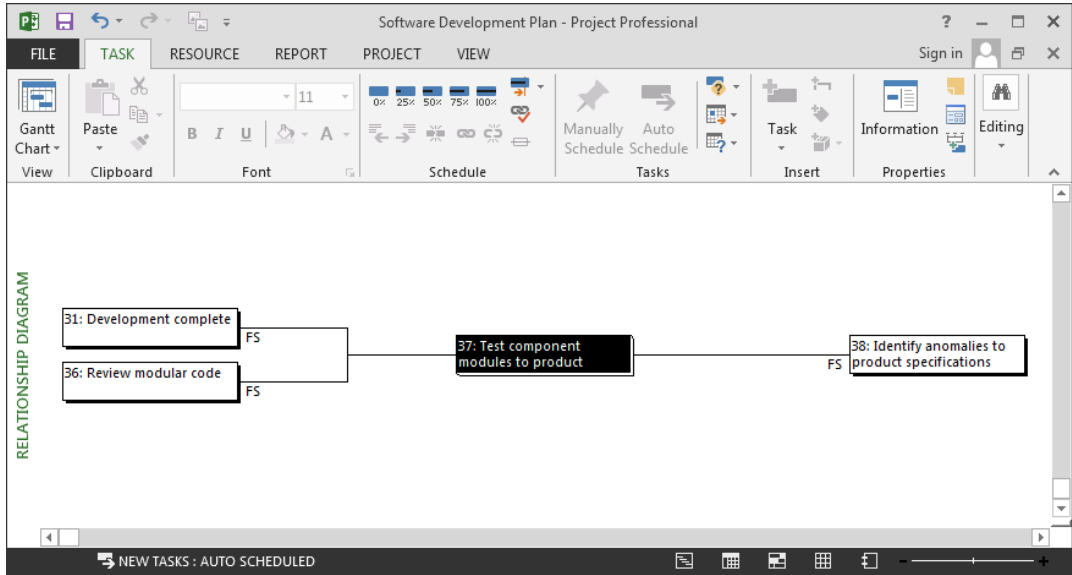 Software Development Plan - Project Professional
?
FILE TASK RESOURCE REPORT PROJECT VIEW Sign in
11
0% 25% 50% 75% 100%
Gantt
Chart
Paste
B I U A
Manually
Schedule
Auto
Schedule
Task
Information
Editing
View Clipboard Font Schedule Tasks Insert Properties
RELATIONSHIP DIAGRAM
31: Development complete
FS
36: Review modular code
FS
37: Test component
modules to product
FS
38: Identify anomalies to
product specifications
NEW TASKS : AUTO SCHEDULED